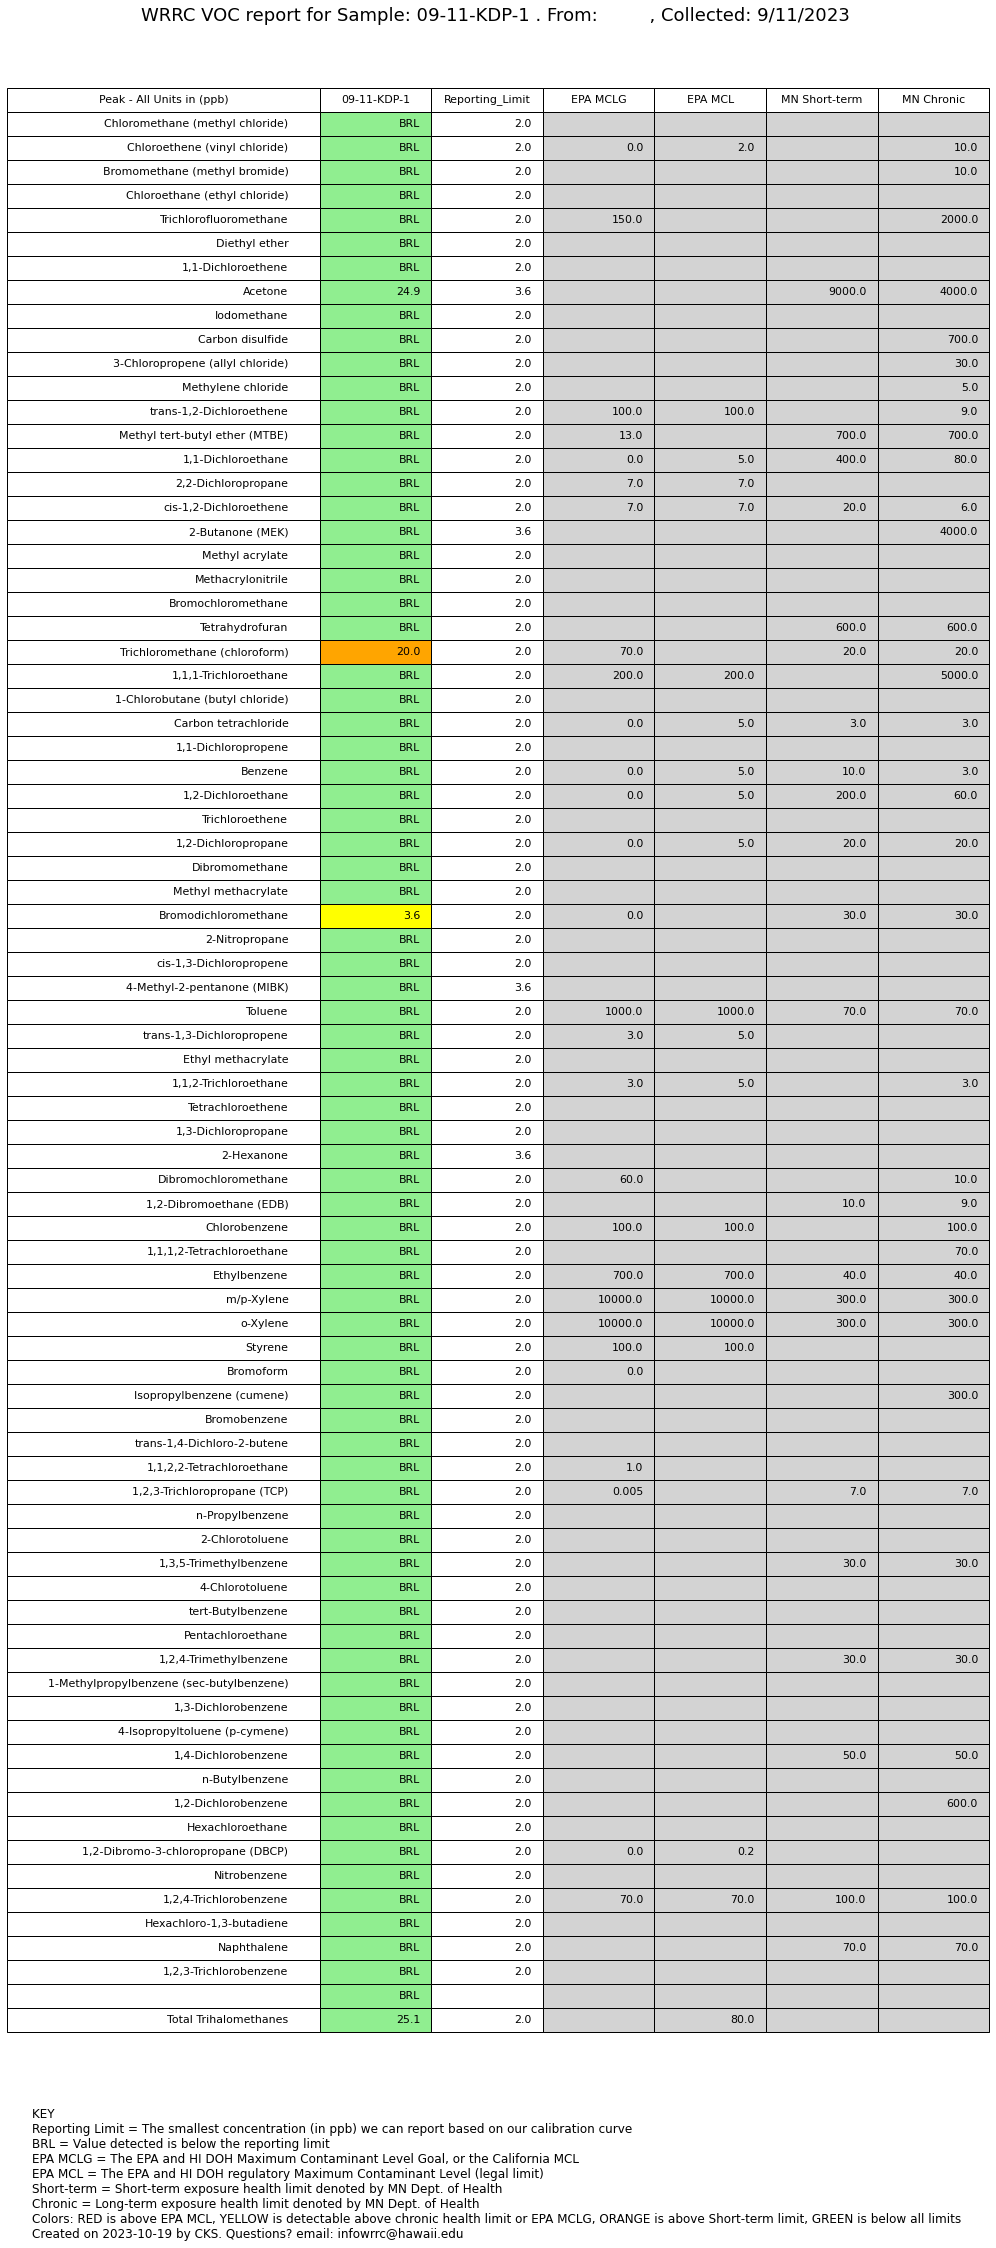 WRRC VOC report for Sample: 09-11-KDP-1 . From:         , Collected: 9/11/2023
Peak - All Units in (ppb) 09-11-KDP-1 Reporting_Limit EPA MCLG EPA MCL MN Short-term MN Chronic
Chloromethane (methyl chloride) BRL 2.0
Chloroethene (vinyl chloride) BRL 2.0 0.0 2.0 10.0
Bromomethane (methyl bromide) BRL 2.0 10.0
Chloroethane (ethyl chloride) BRL 2.0
Trichlorofluoromethane BRL 2.0 150.0 2000.0
Diethyl ether BRL 2.0
1,1-Dichloroethene BRL 2.0
Acetone 24.9 3.6 9000.0 4000.0
Iodomethane BRL 2.0
Carbon disulfide BRL 2.0 700.0
3-Chloropropene (allyl chloride) BRL 2.0 30.0
Methylene chloride BRL 2.0 5.0
trans-1,2-Dichloroethene BRL 2.0 100.0 100.0 9.0
Methyl tert-butyl ether (MTBE) BRL 2.0 13.0 700.0 700.0
1,1-Dichloroethane BRL 2.0 0.0 5.0 400.0 80.0
2,2-Dichloropropane BRL 2.0 7.0 7.0
cis-1,2-Dichloroethene BRL 2.0 7.0 7.0 20.0 6.0
2-Butanone (MEK) BRL 3.6 4000.0
Methyl acrylate BRL 2.0
Methacrylonitrile BRL 2.0
Bromochloromethane BRL 2.0
Tetrahydrofuran BRL 2.0 600.0 600.0
Trichloromethane (chloroform) 20.0 2.0 70.0 20.0 20.0
1,1,1-Trichloroethane BRL 2.0 200.0 200.0 5000.0
1-Chlorobutane (butyl chloride) BRL 2.0
Carbon tetrachloride BRL 2.0 0.0 5.0 3.0 3.0
1,1-Dichloropropene BRL 2.0
Benzene BRL 2.0 0.0 5.0 10.0 3.0
1,2-Dichloroethane BRL 2.0 0.0 5.0 200.0 60.0
Trichloroethene BRL 2.0
1,2-Dichloropropane BRL 2.0 0.0 5.0 20.0 20.0
Dibromomethane BRL 2.0
Methyl methacrylate BRL 2.0
Bromodichloromethane 3.6 2.0 0.0 30.0 30.0
2-Nitropropane BRL 2.0
cis-1,3-Dichloropropene BRL 2.0
4-Methyl-2-pentanone (MIBK) BRL 3.6
Toluene BRL 2.0 1000.0 1000.0 70.0 70.0
trans-1,3-Dichloropropene BRL 2.0 3.0 5.0
Ethyl methacrylate BRL 2.0
1,1,2-Trichloroethane BRL 2.0 3.0 5.0 3.0
Tetrachloroethene BRL 2.0
1,3-Dichloropropane BRL 2.0
2-Hexanone BRL 3.6
Dibromochloromethane BRL 2.0 60.0 10.0
1,2-Dibromoethane (EDB) BRL 2.0 10.0 9.0
Chlorobenzene BRL 2.0 100.0 100.0 100.0
1,1,1,2-Tetrachloroethane BRL 2.0 70.0
Ethylbenzene BRL 2.0 700.0 700.0 40.0 40.0
m/p-Xylene BRL 2.0 10000.0 10000.0 300.0 300.0
o-Xylene BRL 2.0 10000.0 10000.0 300.0 300.0
Styrene BRL 2.0 100.0 100.0
Bromoform BRL 2.0 0.0
Isopropylbenzene (cumene) BRL 2.0 300.0
Bromobenzene BRL 2.0
trans-1,4-Dichloro-2-butene BRL 2.0
1,1,2,2-Tetrachloroethane BRL 2.0 1.0
1,2,3-Trichloropropane (TCP) BRL 2.0 0.005 7.0 7.0
n-Propylbenzene BRL 2.0
2-Chlorotoluene BRL 2.0
1,3,5-Trimethylbenzene BRL 2.0 30.0 30.0
4-Chlorotoluene BRL 2.0
tert-Butylbenzene BRL 2.0
Pentachloroethane BRL 2.0
1,2,4-Trimethylbenzene BRL 2.0 30.0 30.0
1-Methylpropylbenzene (sec-butylbenzene) BRL 2.0
1,3-Dichlorobenzene BRL 2.0
4-Isopropyltoluene (p-cymene) BRL 2.0
1,4-Dichlorobenzene BRL 2.0 50.0 50.0
n-Butylbenzene BRL 2.0
1,2-Dichlorobenzene BRL 2.0 600.0
Hexachloroethane BRL 2.0
1,2-Dibromo-3-chloropropane (DBCP) BRL 2.0 0.0 0.2
Nitrobenzene BRL 2.0
1,2,4-Trichlorobenzene BRL 2.0 70.0 70.0 100.0 100.0
Hexachloro-1,3-butadiene BRL 2.0
Naphthalene BRL 2.0 70.0 70.0
1,2,3-Trichlorobenzene BRL 2.0
BRL
Total Trihalomethanes 25.1 2.0 80.0
KEY
Reporting Limit = The smallest concentration (in ppb) we can report based on our calibration curve
BRL = Value detected is below the reporting limit
EPA MCLG = The EPA and HI DOH Maximum Contaminant Level Goal, or the California MCL
EPA MCL = The EPA and HI DOH regulatory Maximum Contaminant Level (legal limit)
Short-term = Short-term exposure health limit denoted by MN Dept. of Health
Chronic = Long-term exposure health limit denoted by MN Dept. of Health
Colors: RED is above EPA MCL, YELLOW is detectable above chronic health limit or EPA MCLG, ORANGE is above Short-term limit, GREEN is below all limits
Created on 2023-10-19 by CKS. Questions? email: infowrrc@hawaii.edu